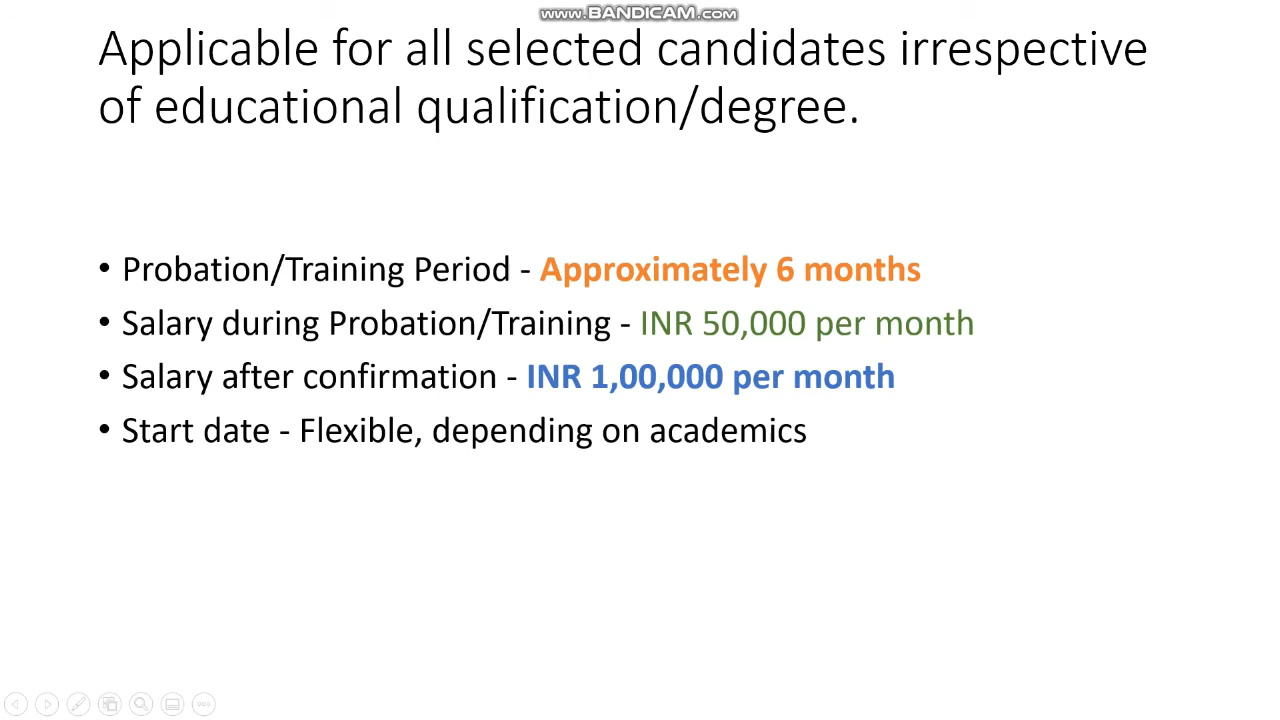 www.BANDICAM.com
Applicable for all selected candidates irrespective
of educational qualification/degree.
• Probation/Training Period - Approximately 6 months
• Salary during Probation/Training - INR 50,000 per month
• Salary after confirmation - INR 1,00,000 per month
• Start date - Flexible, depending on academics